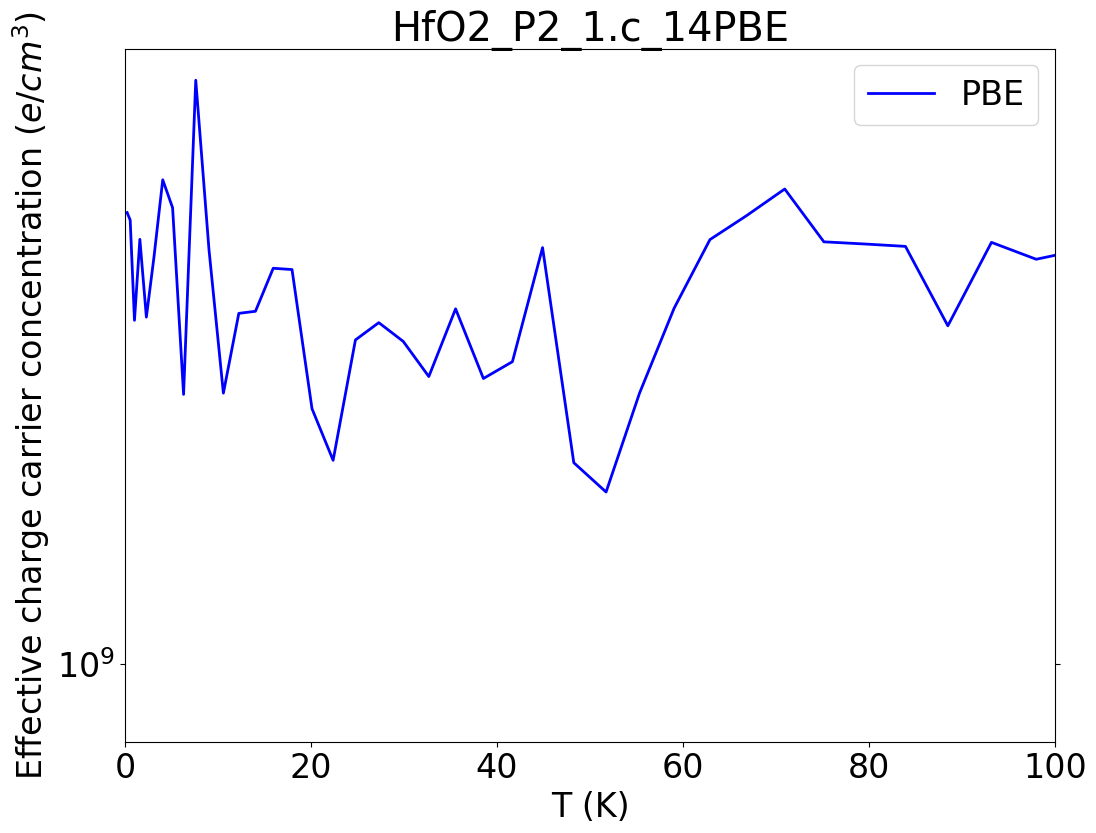 HfO2_P2_1.c_14PBE
Effective charge carrier concentration (e/cm³)
PBE
10⁹
0 20 40 60 80 100
T (K)